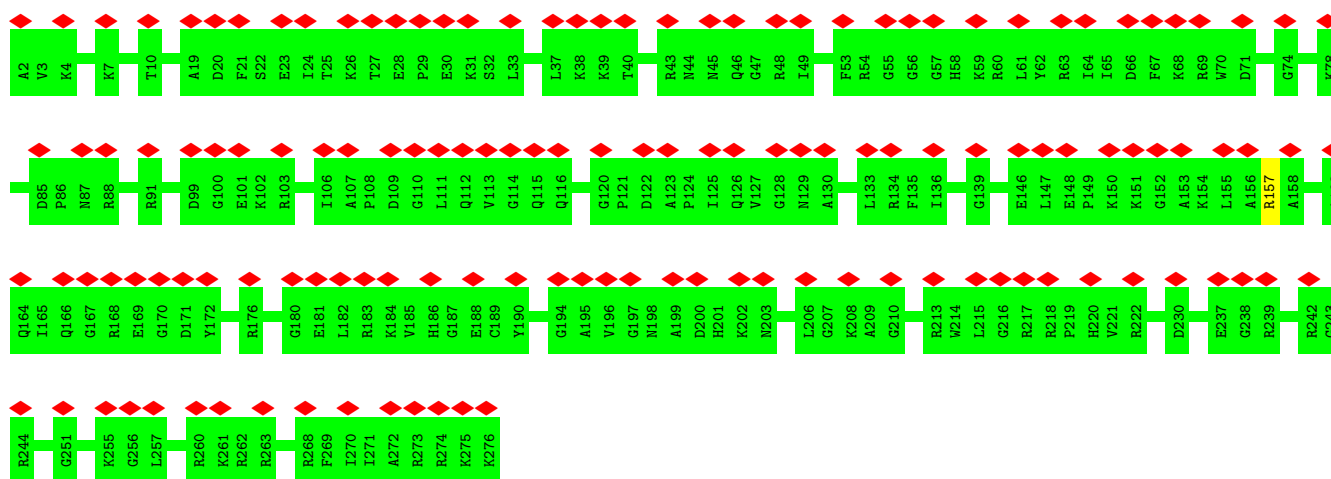 A2 V3 K4 K7 T10 A19 D20 F21 S22 E23 I24 T25 K26 T27 E28 P29 E30 K31 S32 L33 L37 K38 K39 T40 R43 N44 N45 Q46 G47 R48 I49 F53 R54 G55 G56 G57 H58 K59 R60 L61 Y62 R63 I64 I65 D66 F67 K68 R69 W70 D71 G74 K78
D85 P86 N87 R88 R91 D99 G100 E101 K102 R103 I106 A107 P108 D109 G110 L111 Q112 V113 G114 Q115 Q116 G120 P121 D122 A123 P124 I125 Q126 V127 G128 N129 A130 L133 R134 F135 I136 G139 E146 L147 E148 P149 K150 K151 G152 A153 K154 L155 A156 R157 A158
Q164 I165 Q166 G167 R168 E169 G170 D171 Y172 R176 G180 E181 L182 R183 K184 V185 H186 G187 E188 C189 Y190 G194 A195 V196 G197 N198 A199 D200 H201 K202 N203 L206 G207 K208 A209 G210 R213 W214 L215 G216 R217 R218 P219 H220 V221 R222 D230 E237 G238 R239 R242 G243
R244 G251 K255 G256 L257 R260 K261 R262 R263 R268 F269 I270 I271 A272 R273 R274 K275 K276